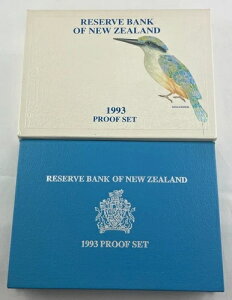 RESERVE BANK
OF NEW ZEALAND
1993
PROOF SET
RESERVE BANK OF NEW ZEALAND
1993 PROOF SET